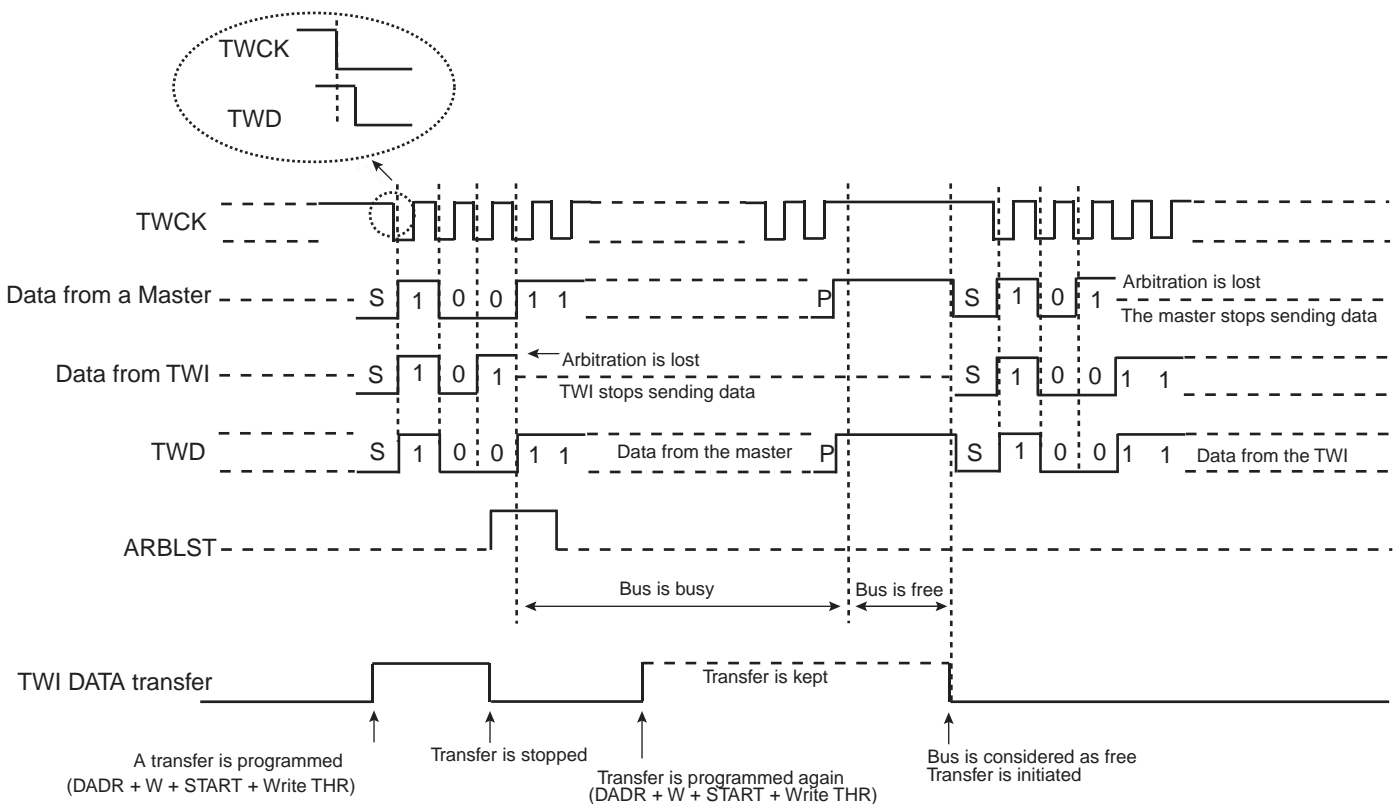 TWCK
TWD
TWCK
Data from a Master S 1 0 0 1 1 P S 1 0 1 Arbitration is lost
The master stops sending data
Data from TWI S 1 0 1 Arbitration is lost S 1 0 0 1 1
TWI stops sending data
TWD S 1 0 0 1 1 Data from the master P S 1 0 0 1 1 Data from the TWI
ARBLST
Bus is busy Bus is free
TWI DATA transfer Transfer is kept
A transfer is programmed
(DADR + W + START + Write THR)
Transfer is stopped
Transfer is programmed again
(DADR + W + START + Write THR)
Bus is considered as free
Transfer is initiated